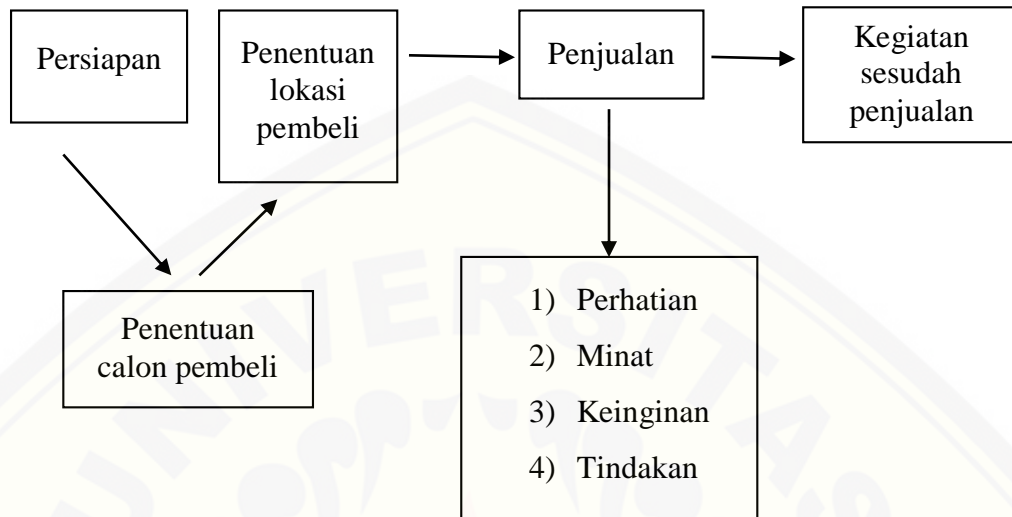 Persiapan
Penentuan
calon pembeli
Penentuan
lokasi
pembeli
Penjualan
1) Perhatian
2) Minat
3) Keinginan
4) Tindakan
Kegiatan
sesudah
penjualan
UNIVERSITAS